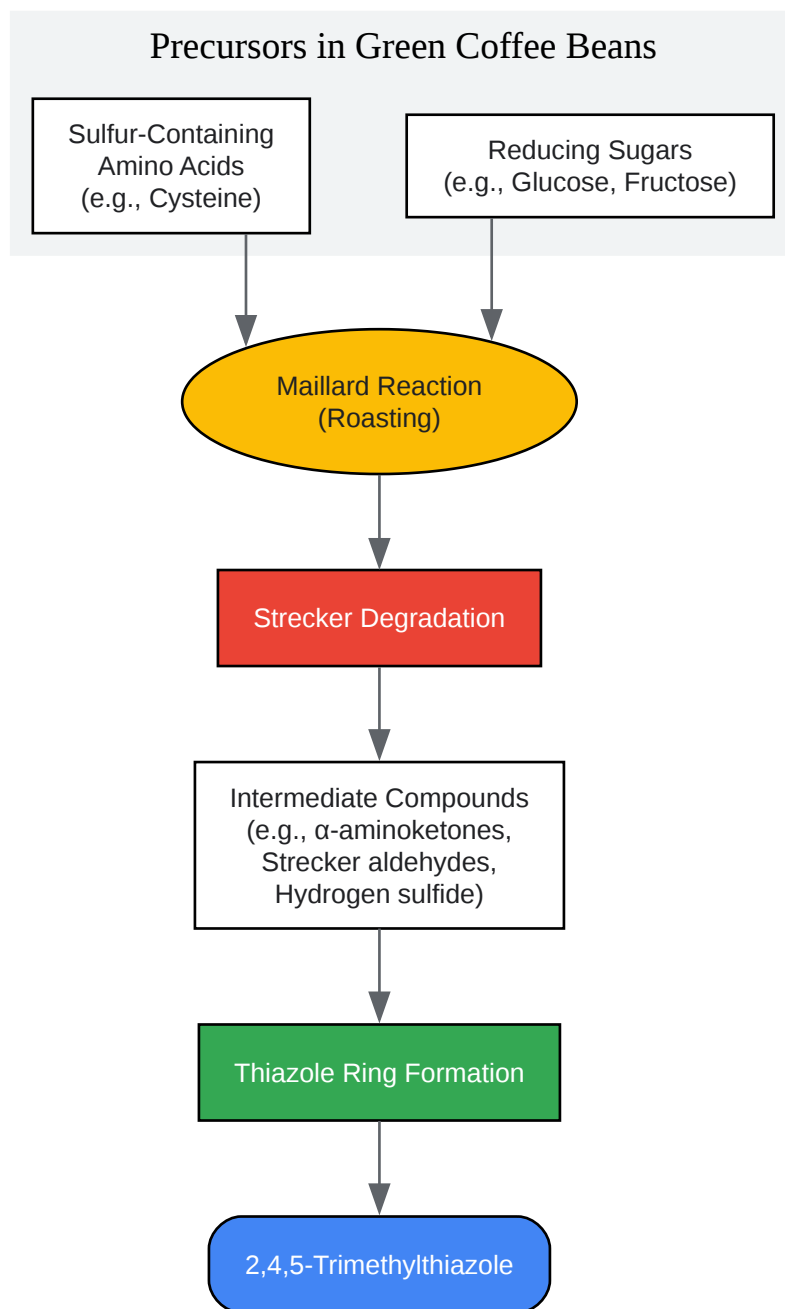 Precursors in Green Coffee Beans
Sulfur-Containing
Amino Acids
(e.g., Cysteine)
Reducing Sugars
(e.g., Glucose, Fructose)
Maillard Reaction
(Roasting)
Strecker Degradation
Intermediate Compounds
(e.g., α-aminoketones,
Strecker aldehydes,
Hydrogen sulfide)
Thiazole Ring Formation
2,4,5-Trimethylthiazole